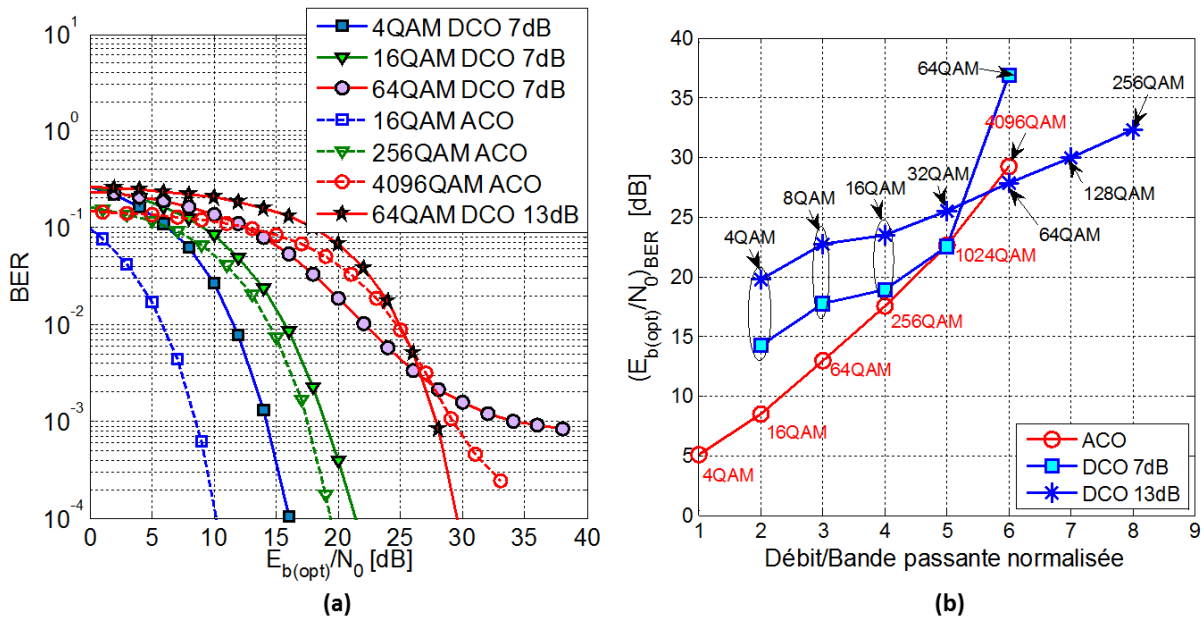 10^1
10^0
10^-1
10^-2
10^-3
10^-4
BER
0 5 10 15 20 25 30 35 40
E_b(opt)/N_0 [dB]
4QAM DCO 7dB
16QAM DCO 7dB
64QAM DCO 7dB
16QAM ACO
256QAM ACO
4096QAM ACO
64QAM DCO 13dB
(a)
(b)
40
35
30
25
20
15
10
5
0
(E_b(opt)/N_0)_BER [dB]
64QAM
256QAM
4096QAM
32QAM
16QAM
8QAM
4QAM
128QAM
64QAM
1024QAM
256QAM
64QAM
16QAM
4QAM
ACO
DCO 7dB
DCO 13dB
1 2 3 4 5 6 7 8 9
Débit/Bande passante normalisée
(a)
(b)